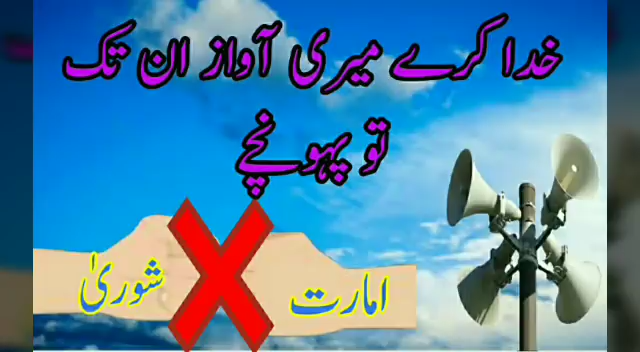 خدا کرے میری آواز ان تک
تو پہونچے
امارت شوریٰ